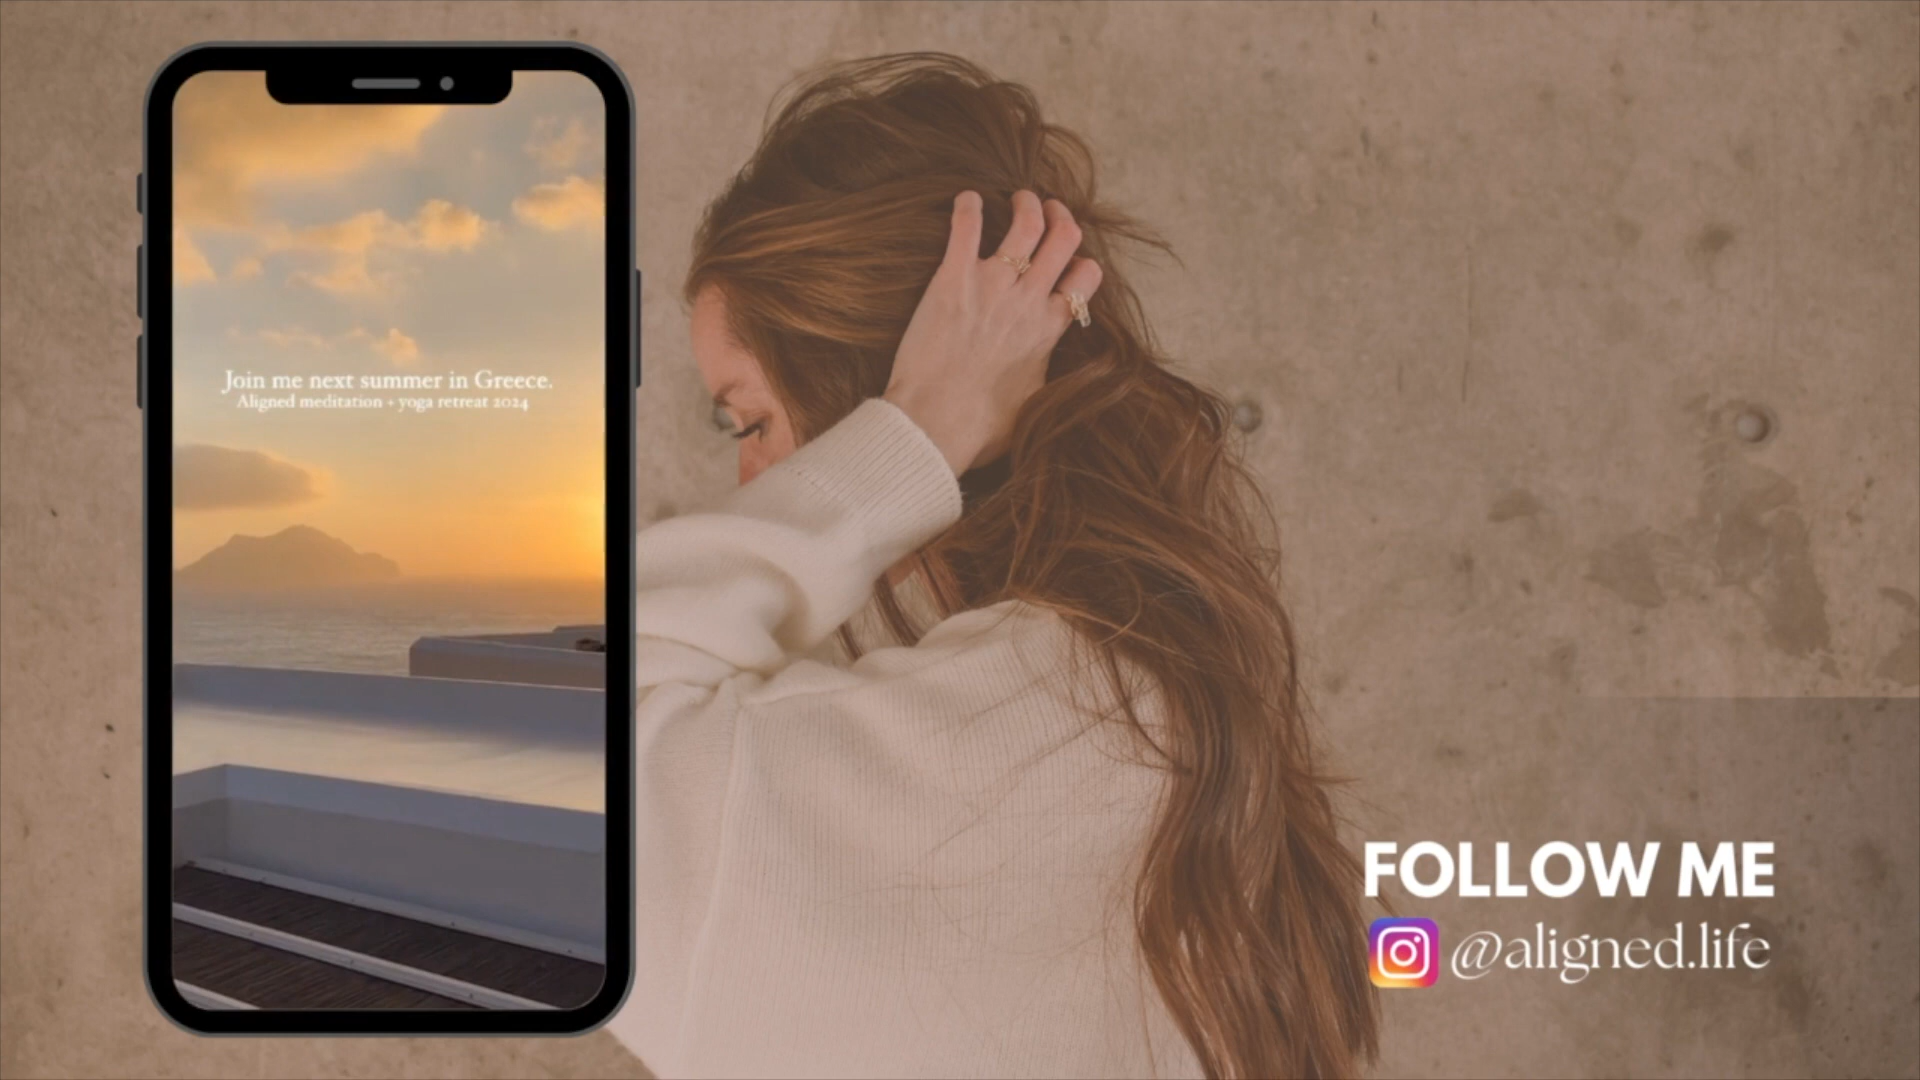 Join me next summer in Greece.
Aligned meditation + yoga retreat 2024
FOLLOW ME
@aligned.life